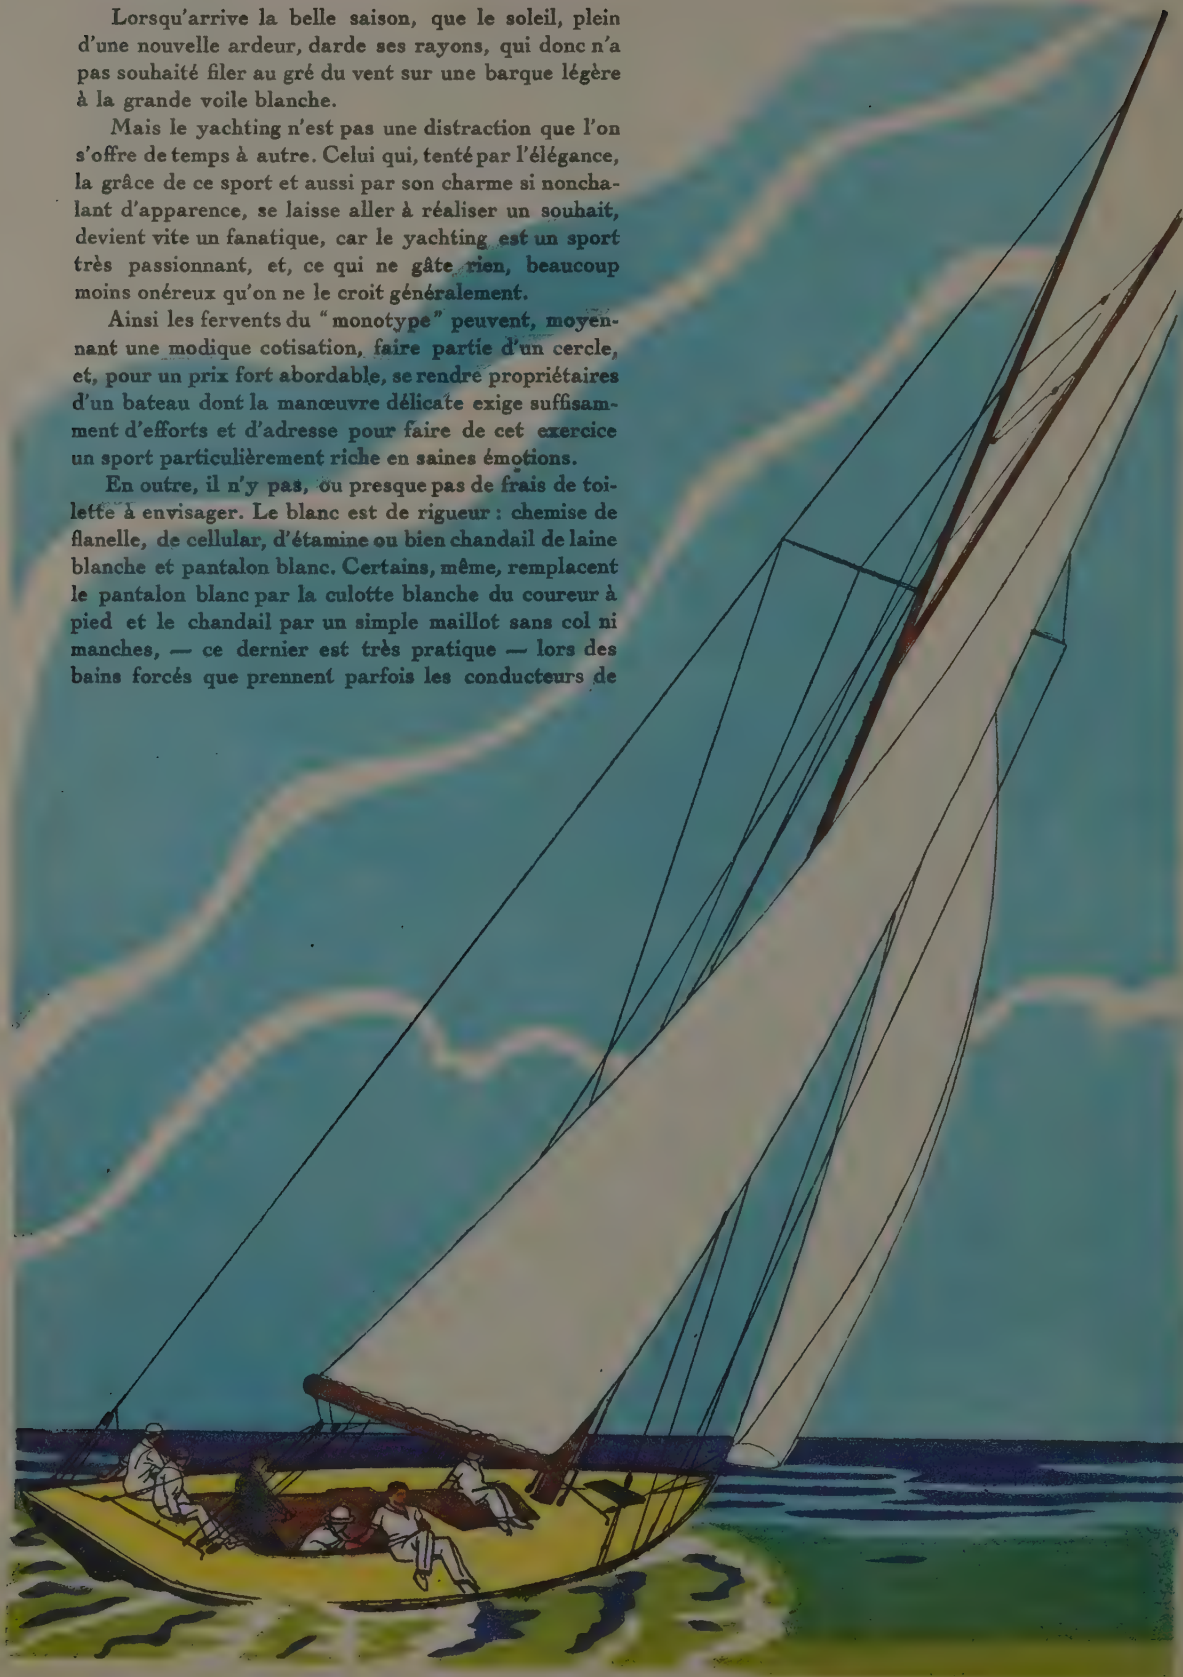 Lorsqu'arrive la belle saison, que le soleil, plein
d'une nouvelle ardeur, darde ses rayons, qui donc n'a
pas souhaité filer au gré du vent sur une barque légère
à la grande voile blanche.
Mais le yachting n'est pas une distraction que l'on
s'offre de temps à autre. Celui qui, tenté par l'élégance,
la grâce de ce sport et aussi par son charme si noncha-
lant d'apparence, se laisse aller à réaliser un souhait,
devient vite un fanatique, car le yachting est un sport
très passionnant, et, ce qui ne gâte rien, beaucoup
moins onéreux qu'on ne le croit généralement.
Ainsi les fervents du "monotype" peuvent, moyen-
nant une modique cotisation, faire partie d'un cercle,
et, pour un prix fort abordable, se rendre propriétaires
d'un bateau dont la manœuvre délicate exige suffisam-
ment d'efforts et d'adresse pour faire de cet exercice
un sport particulièrement riche en saines émotions.
En outre, il n'y pas, ou presque pas de frais de toi-
lette à envisager. Le blanc est de rigueur : chemise de
flanelle, de cellular, d'étamine ou bien chandail de laine
blanche et pantalon blanc. Certains, même, remplacent
le pantalon blanc par la culotte blanche du coureur à
pied et le chandail par un simple maillot sans col ni
manches, — ce dernier est très pratique — lors des
bains forcés que prennent parfois les conducteurs de